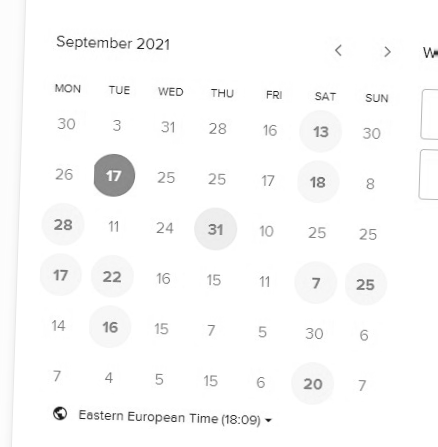 September 2021
MON TUE WED THU FRI SAT SUN
30 3 31 28 16 13 30
26 17 25 25 17 18 8
28 11 24 31 10 25 25
17 22 16 15 11 7 25
14 16 15 7 5 30 6
7 4 5 15 6 20 7
Eastern European Time (18:09)